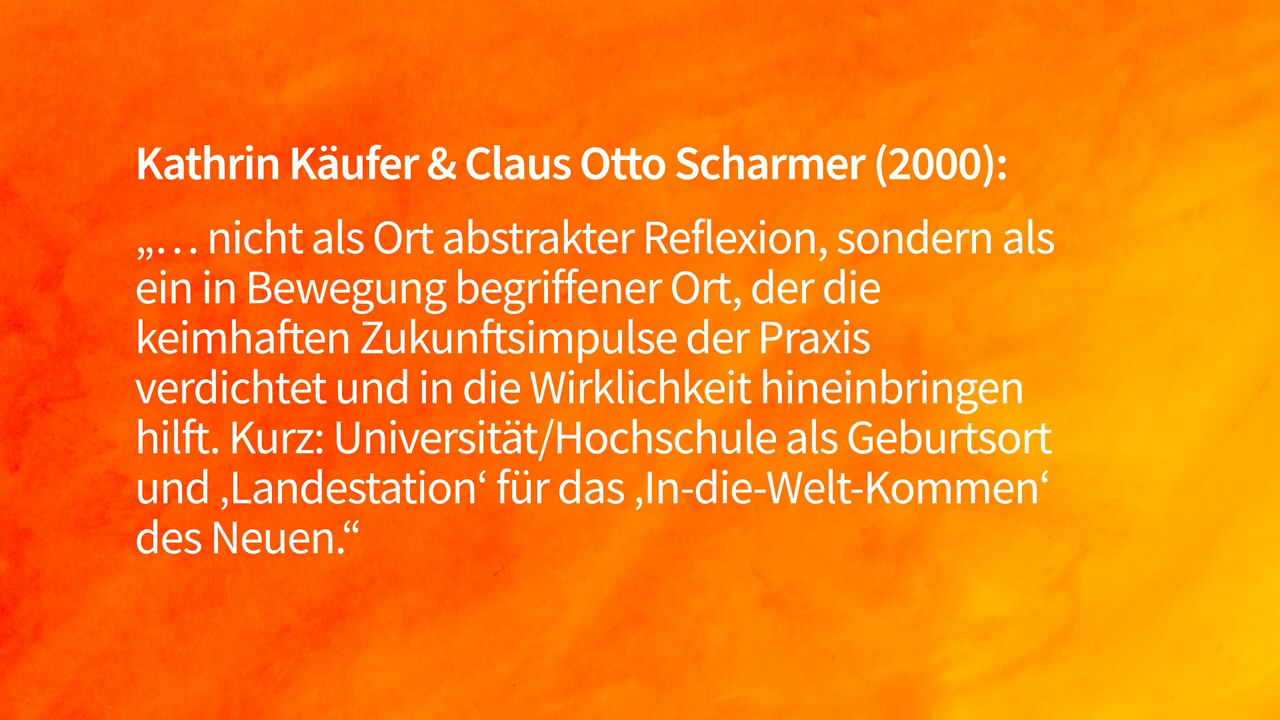 Kathrin Käufer & Claus Otto Scharmer (2000):
„… nicht als Ort abstrakter Reflexion, sondern als
ein in Bewegung begriffener Ort, der die
keimhaften Zukunftsimpulse der Praxis
verdichtet und in die Wirklichkeit hineinbringen
hilft. Kurz: Universität/Hochschule als Geburtsort
und ‚Landestation‘ für das ‚In-die-Welt-Kommen‘
des Neuen.“